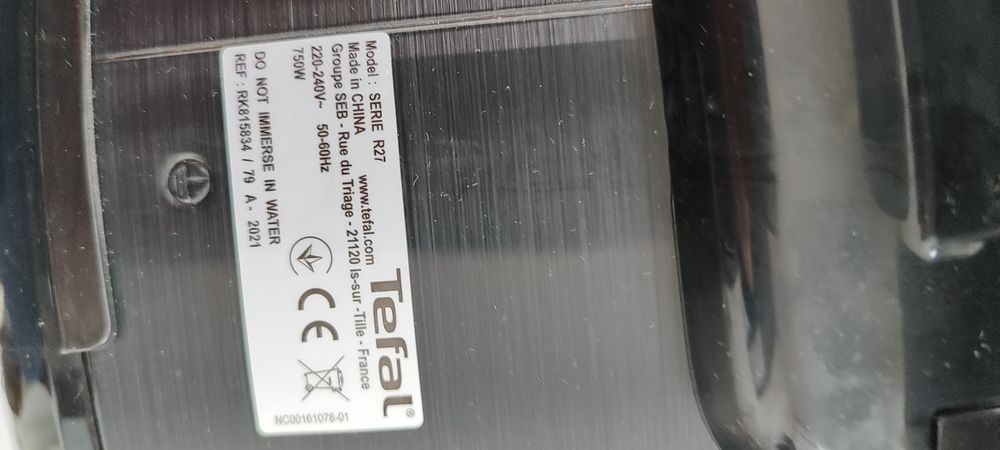 Tefal®
Model : SERIE R27 www.tefal.com
Made in CHINA
Groupe SEB - Rue du Triage - 21120 Is-sur -Tille - France
220-240V~ 50-60Hz
750W
DO NOT IMMERSE IN WATER
REF : RK815834 / 79 A - 2021
CE
NC00161078-01